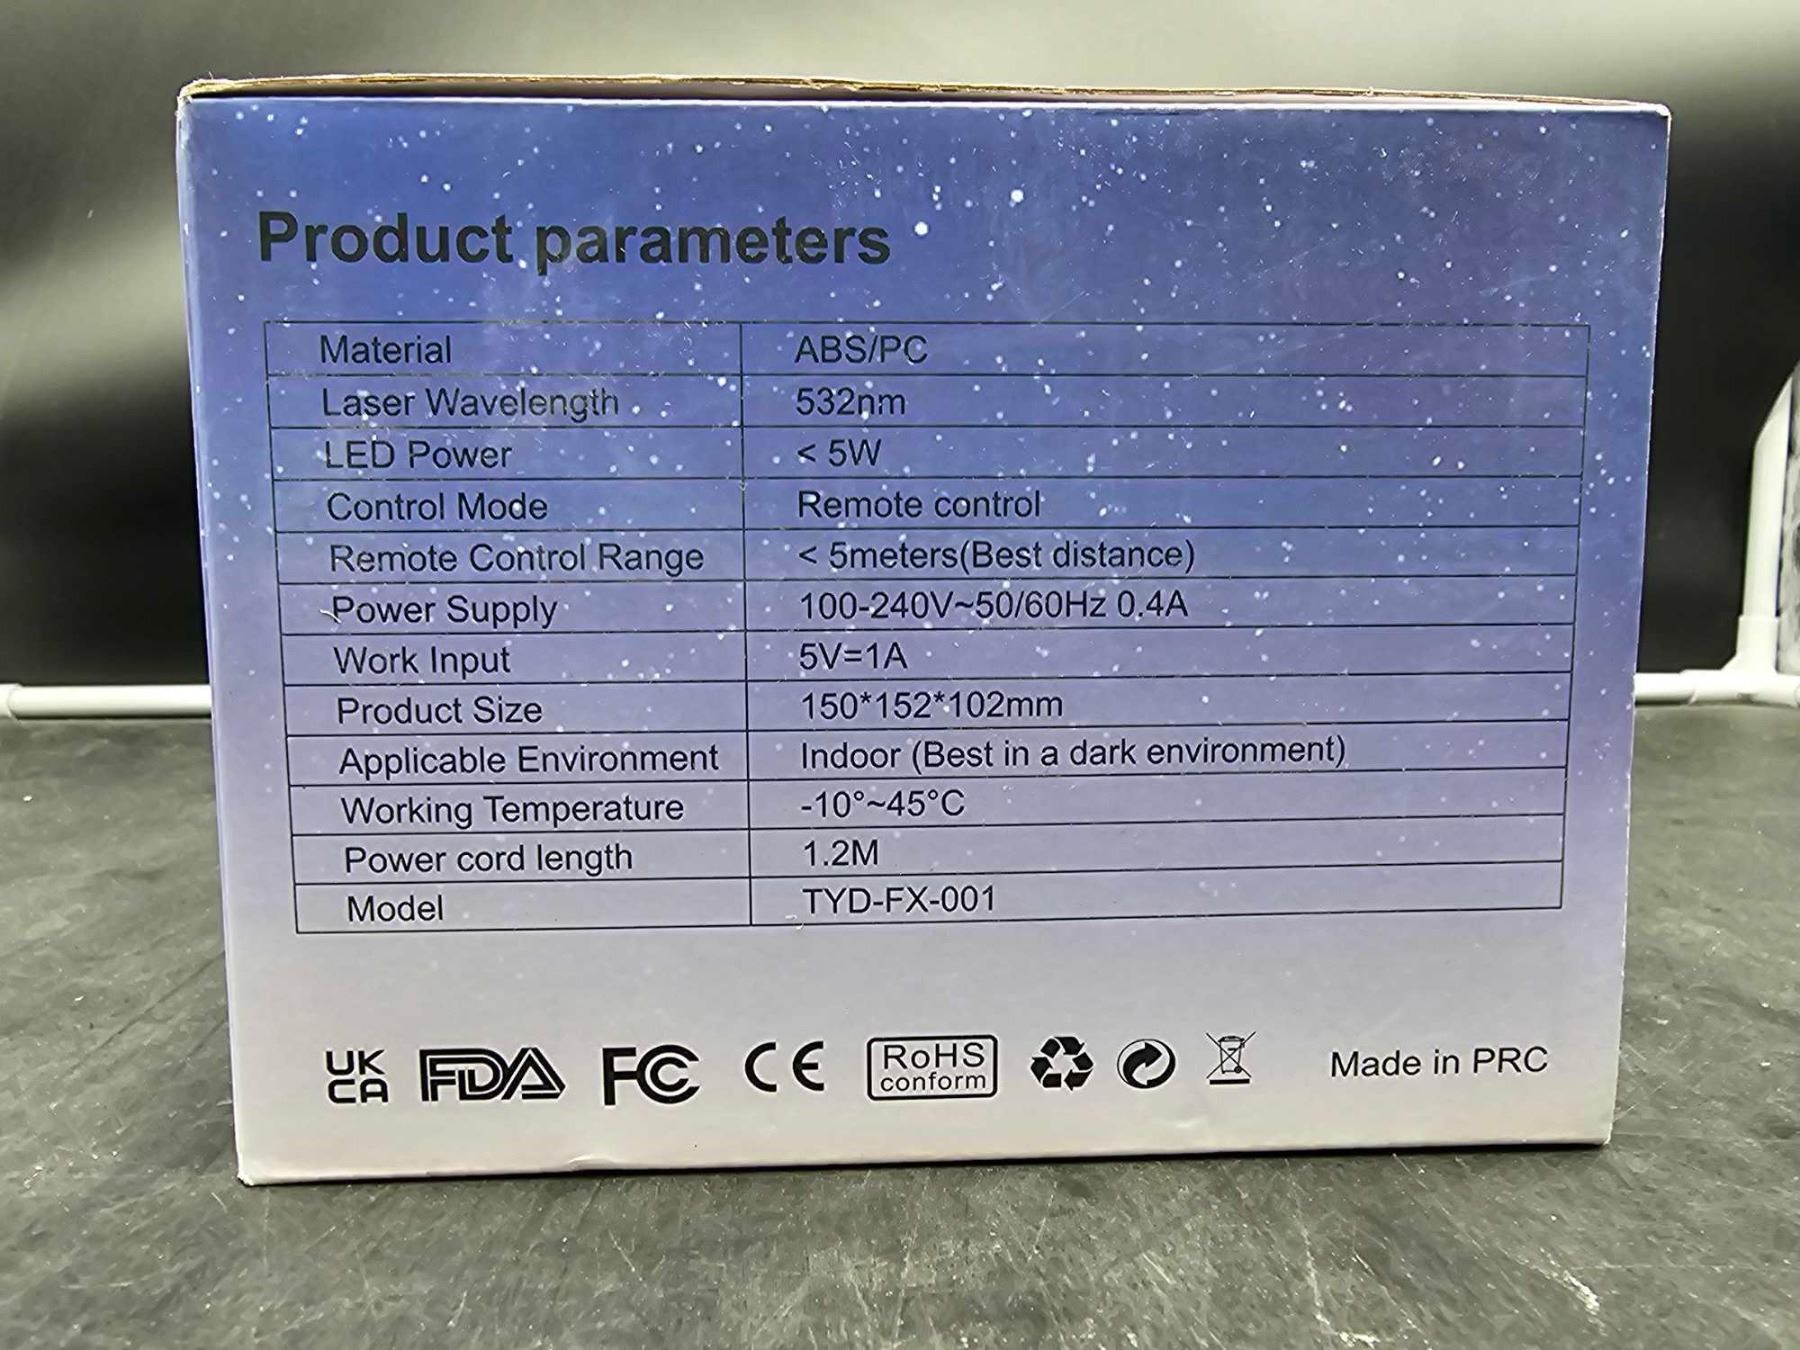 Product parameters
Material ABS/PC
Laser Wavelength 532nm
LED Power < 5W
Control Mode Remote control
Remote Control Range < 5meters(Best distance)
Power Supply 100-240V~50/60Hz 0.4A
Work Input 5V=1A
Product Size 150*152*102mm
Applicable Environment Indoor (Best in a dark environment)
Working Temperature -10°~45°C
Power cord length 1.2M
Model TYD-FX-001
UK CA FDA FC CE RoHS conform Made in PRC